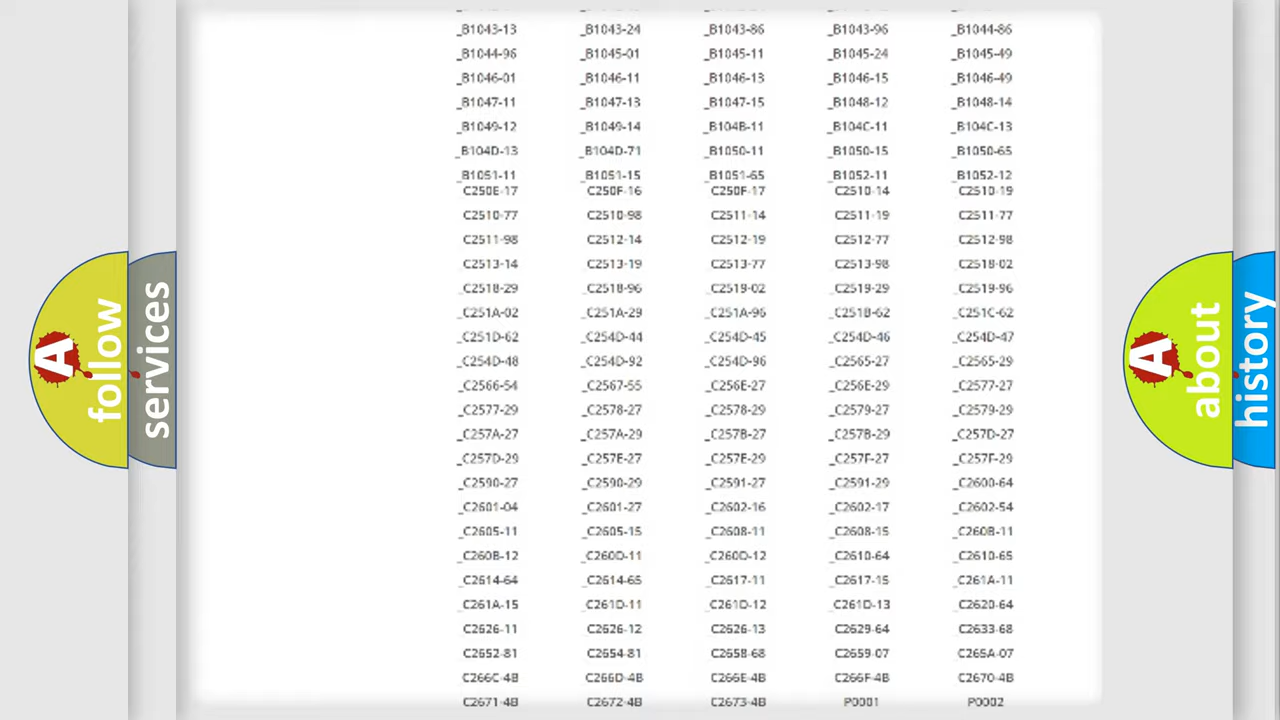 _B1043-13 _B1043-24 _B1043-86 _B1043-96 _B1044-86
_B1044-96 _B1045-01 _B1045-11 _B1045-24 _B1045-49
_B1046-01 _B1046-11 _B1046-13 _B1046-15 _B1046-49
_B1047-11 _B1047-13 _B1047-15 _B1048-12 _B1048-14
_B1049-12 _B1049-14 _B104B-11 _B104C-11 _B104C-13
_B104D-13 _B104D-71 _B1050-11 _B1050-15 _B1050-65
_B1051-11 _B1051-15 _B1051-65 _B1052-11 _B1052-12
C250E-17 C250F-16 C250F-17 C2510-14 C2510-19
C2510-77 C2510-98 C2511-14 C2511-19 C2511-77
C2511-98 C2512-14 C2512-19 C2512-77 C2512-98
C2513-14 C2513-19 C2513-77 C2513-98 C2518-02
_C2518-29 _C2518-96 _C2519-02 _C2519-29 _C2519-96
_C251A-02 _C251A-29 _C251A-96 _C251B-62 _C251C-62
_C251D-62 _C254D-44 _C254D-45 _C254D-46 _C254D-47
_C254D-48 _C254D-92 _C254D-96 _C2565-27 _C2565-29
_C2566-54 _C2567-55 _C256E-27 _C256E-29 _C2577-27
_C2577-29 _C2578-27 _C2578-29 _C2579-27 _C2579-29
_C257A-27 _C257A-29 _C257B-27 _C257B-29 _C257D-27
_C257D-29 _C257E-27 _C257E-29 _C257F-27 _C257F-29
_C2590-27 _C2590-29 _C2591-27 _C2591-29 _C2600-64
_C2601-04 _C2601-27 _C2602-16 _C2602-17 _C2602-54
_C2605-11 _C2605-15 _C2608-11 _C2608-15 _C260B-11
_C260B-12 _C260D-11 _C260D-12 _C2610-64 _C2610-65
_C2614-64 _C2614-65 _C2617-11 _C2617-15 _C261A-11
_C261A-15 _C261D-11 _C261D-12 _C261D-13 _C2620-64
C2626-11 C2626-12 C2626-13 C2629-64 C2633-68
C2652-81 C2654-81 C2658-68 C2659-07 C265A-07
C266C-4B C266D-4B C266E-4B C266F-4B C2670-4B
C2671-4B C2672-4B C2673-4B P0001 P0002
A follow
services
A about
history